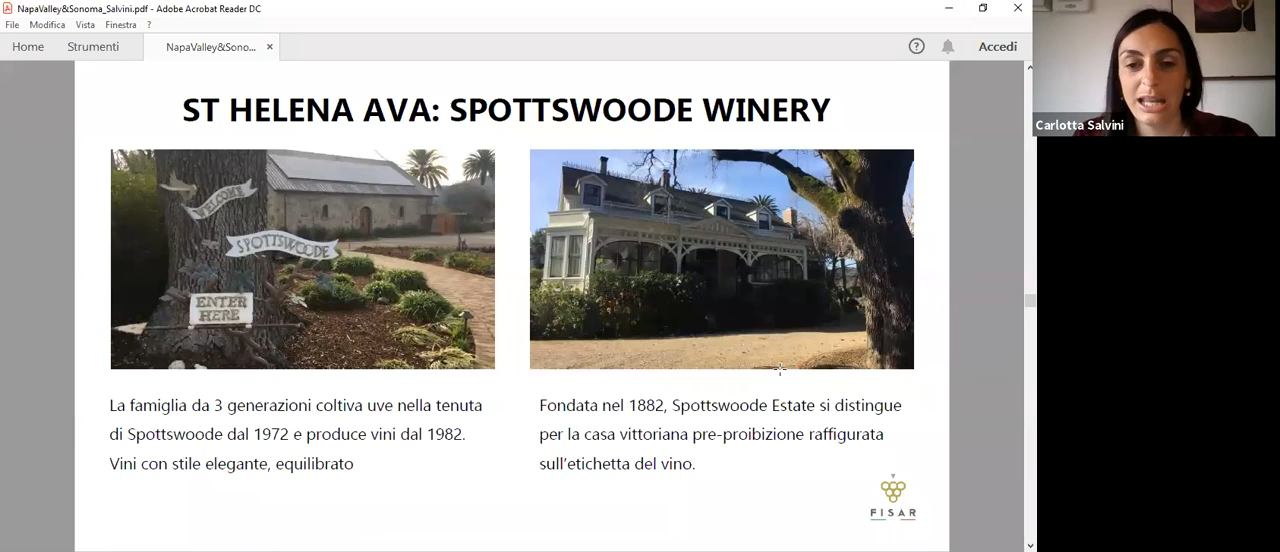 NapaValley&Sonoma_Salvini.pdf - Adobe Acrobat Reader DC
File Modifica Vista Finestra ?
Home Strumenti NapaValley&Sono... × ? Accedi
ST HELENA AVA: SPOTTSWOODE WINERY
WELCOME
SPOTTSWOODE
ENTER
HERE
La famiglia da 3 generazioni coltiva uve nella tenuta
di Spottswoode dal 1972 e produce vini dal 1982.
Vini con stile elegante, equilibrato
Fondata nel 1882, Spottswoode Estate si distingue
per la casa vittoriana pre-proibizione raffigurata
sull'etichetta del vino.
FISAR
Carlotta Salvini